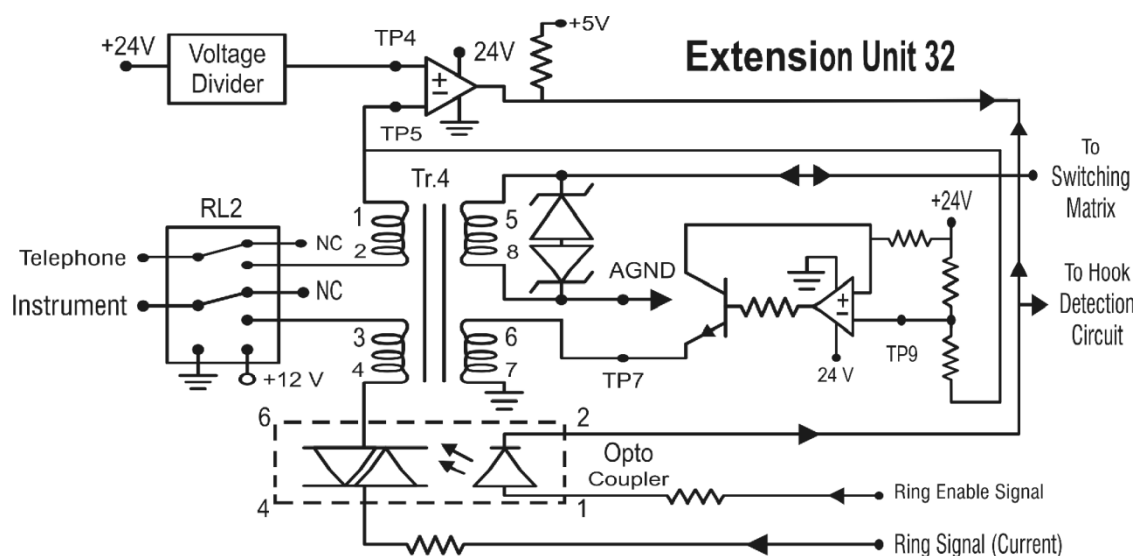 +5V
Extension Unit 32
+24V
Voltage
Divider
TP4
24V
+
−
TP5
To
Switching
Matrix
Tr.4
RL2
1
2
5
8
+24V
NC
Telephone
AGND
To Hook
Detection
Circuit
Instrument
NC
+
−
3
4
6
7
TP7
TP9
24 V
+12 V
6
2
Opto
Coupler
4
1
Ring Enable Signal
Ring Signal (Current)